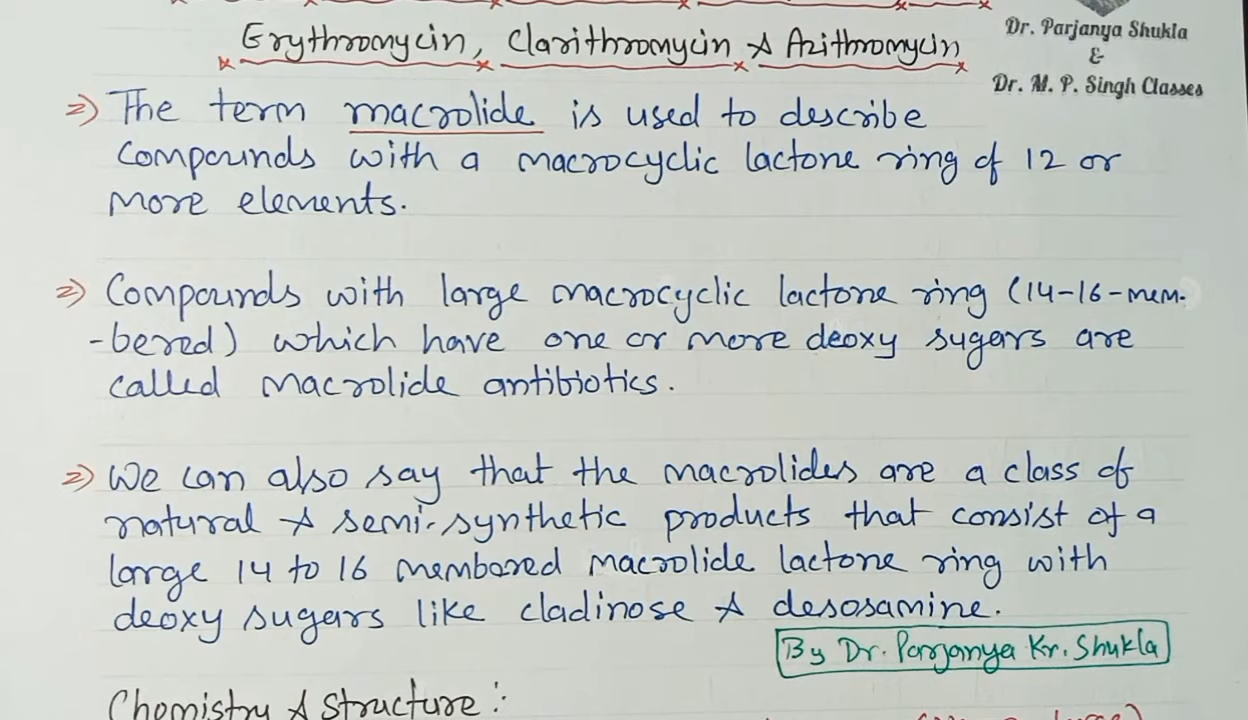 Erythromycin, Clarithromycin & Azithromycin
Dr. Parjanya Shukla
&
Dr. M. P. Singh Classes
=) The term macrolide is used to describe
compounds with a macrocyclic lactone ring of 12 or
more elements.
=) Compounds with large macrocyclic lactone ring (14-16-mem-
-bered) which have one or more deoxy sugars are
called macrolide antibiotics.
=) We can also say that the macrolides are a class of
natural & semi-synthetic products that consist of a
large 14 to 16 membered macrolide lactone ring with
deoxy sugars like cladinose & desosamine.
By Dr. Parjanya Kr. Shukla
Chemistry & Structure :